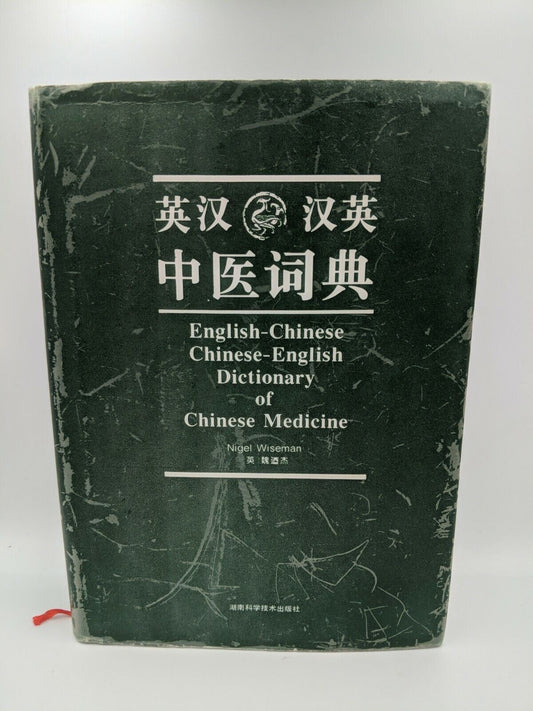 英汉 汉英
中医词典
English-Chinese
Chinese-English
Dictionary
of
Chinese Medicine
Nigel Wiseman
英 魏迺杰
湖南科学技术出版社